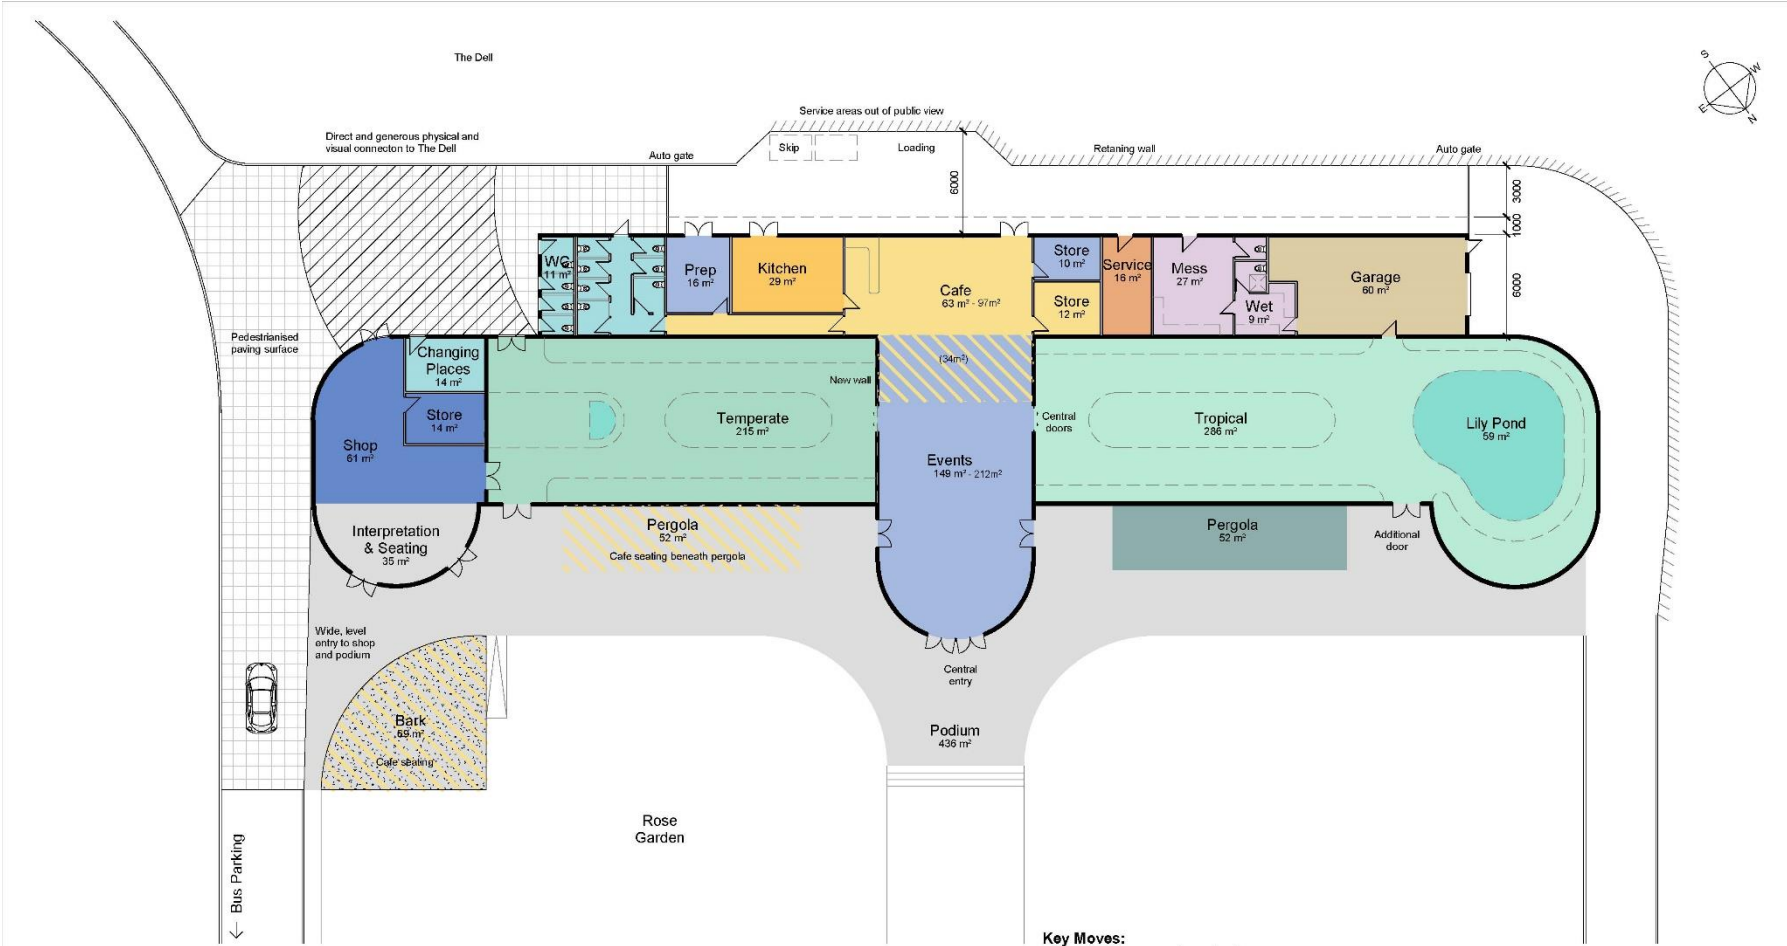 The Dell
S
W
E
N
Service areas out of public view
Direct and generous physical and
visual connecton to The Dell
Auto gate
Skip
Loading
Retaning wall
Auto gate
6000
3000
1000
6000
WC
11 m²
Prep
16 m²
Kitchen
29 m²
Cafe
63 m² - 97m²
Store
10 m²
Store
12 m²
Service
16 m²
Mess
27 m²
Wet
9 m²
Garage
60 m²
Pedestrianised
paving surface
Changing
Places
14 m²
Store
14 m²
Shop
61 m²
Temperate
215 m²
New wall
(34m²)
Central
doors
Events
149 m² - 212m²
Tropical
286 m²
Lily Pond
59 m²
Interpretation
& Seating
35 m²
Pergola
52 m²
Cafe seating beneath pergola
Pergola
52 m²
Additional
door
Wide, level
entry to shop
and podium
Central
entry
Bark
69 m²
Cafe seating
Podium
436 m²
Rose
Garden
← Bus Parking
Key Moves: